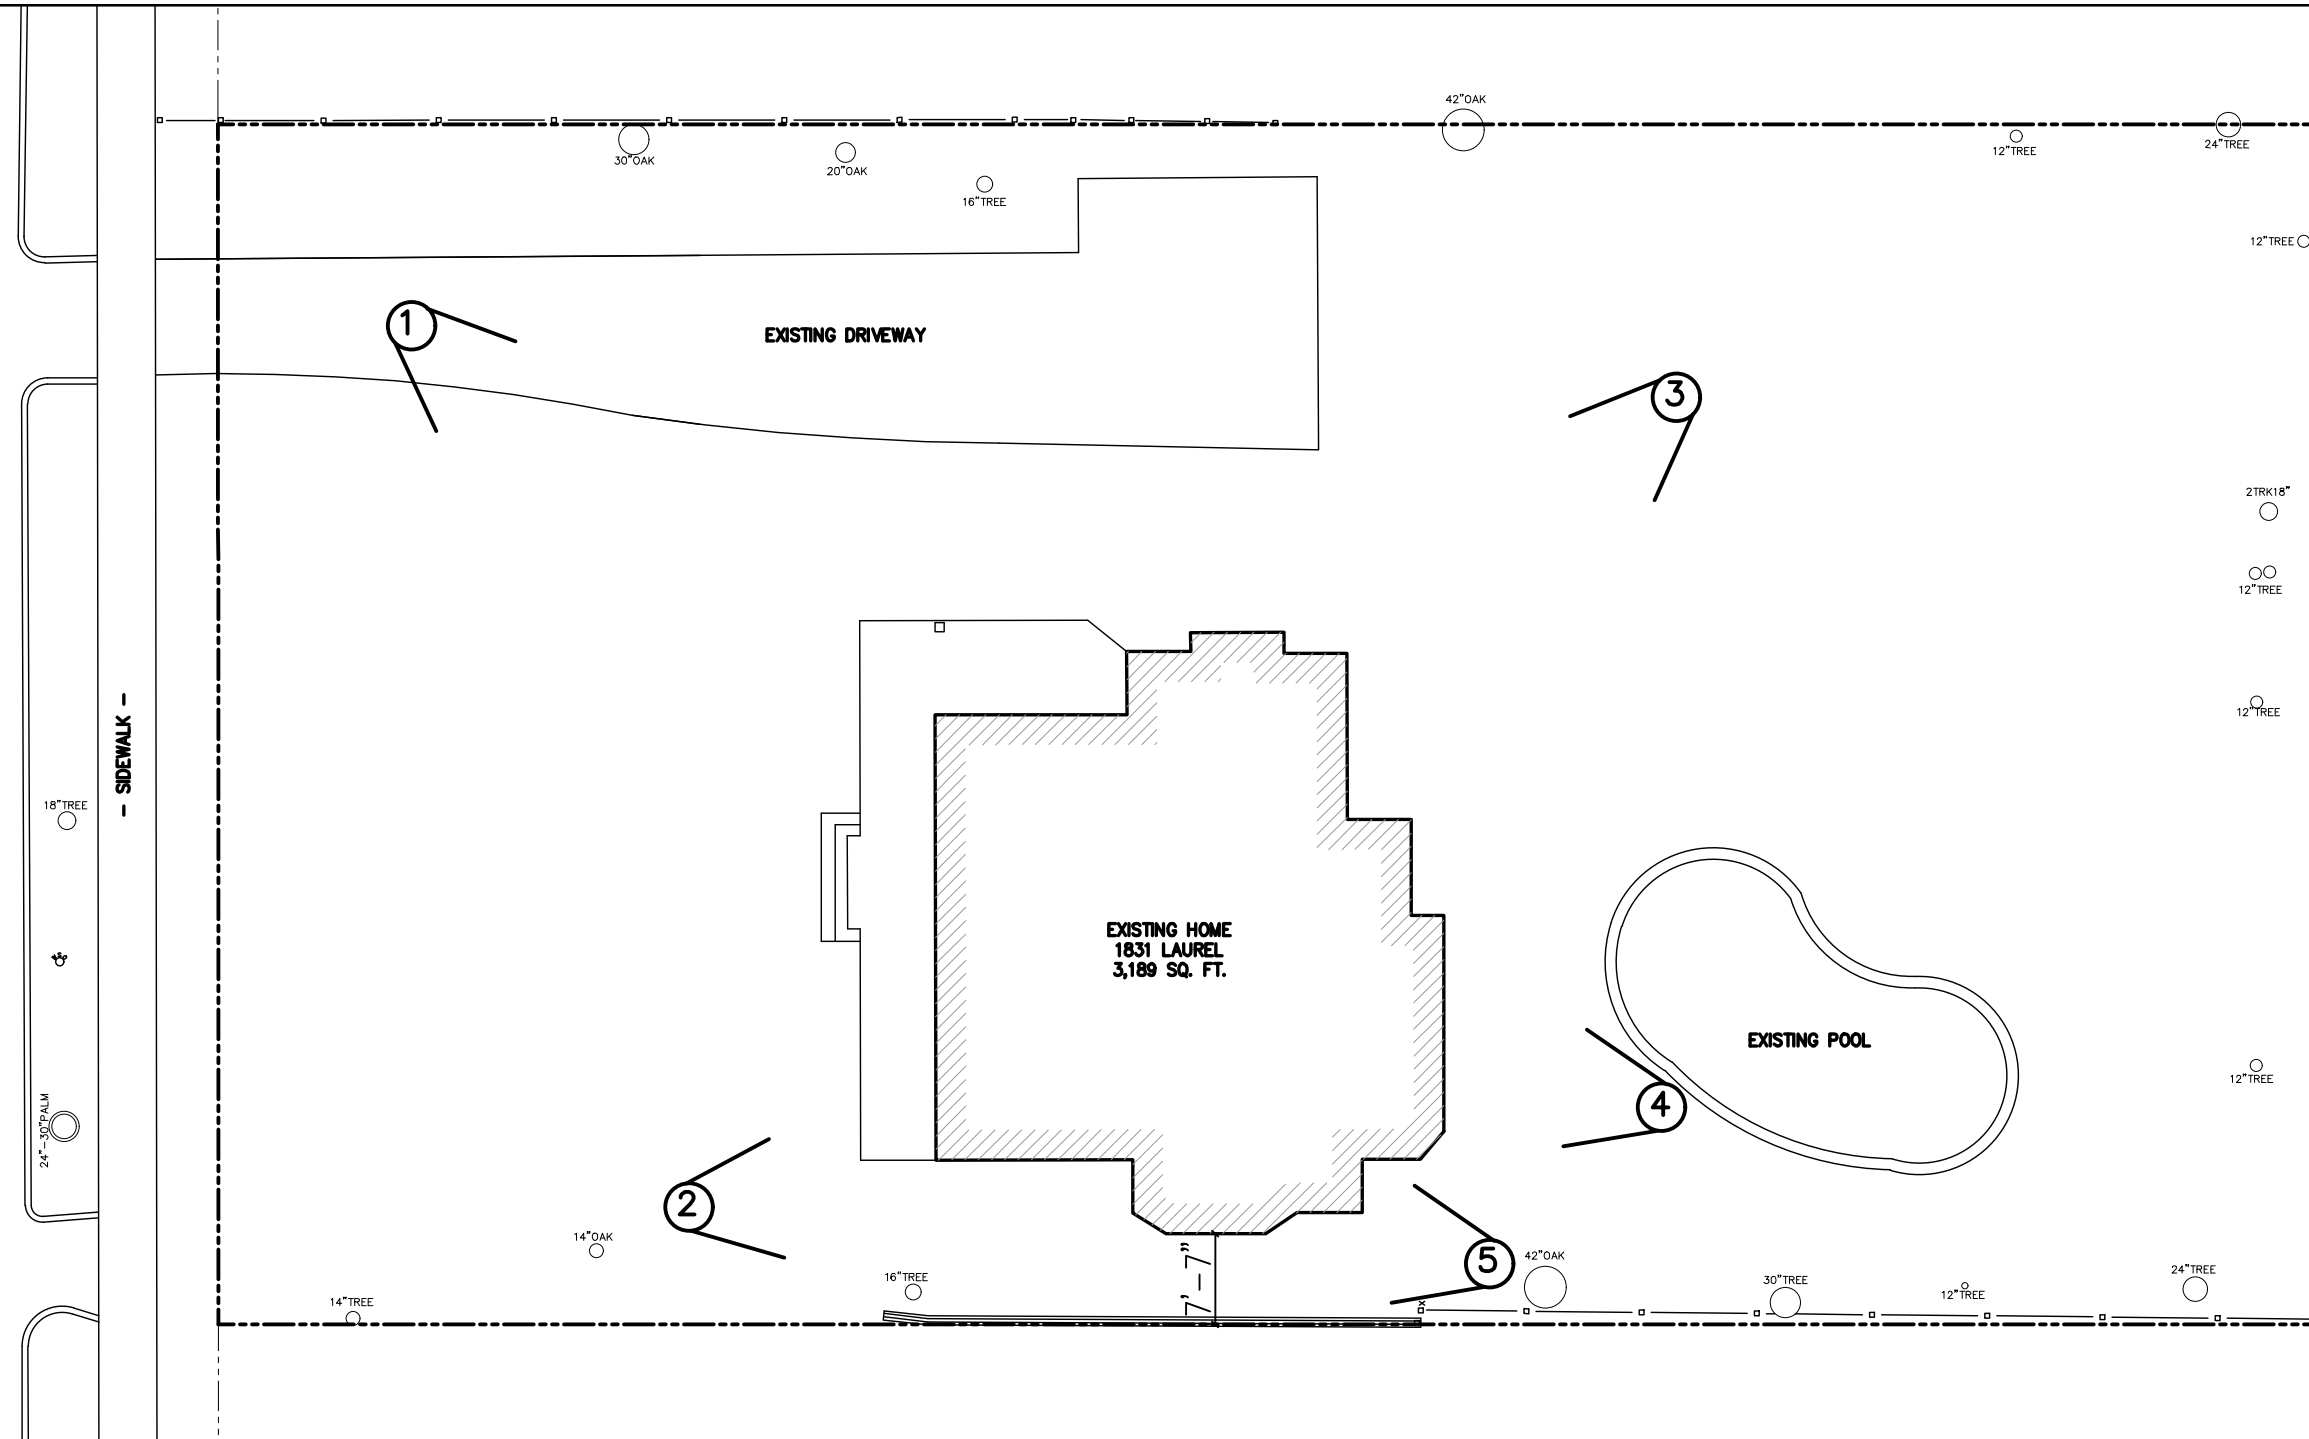 42"OAK
30"OAK
20"OAK
16"TREE
12"TREE
24"TREE
12"TREE
1
EXISTING DRIVEWAY
3
2TRK18"
12"TREE
12"TREE
- SIDEWALK -
18"TREE
EXISTING HOME
1831 LAUREL
3,189 SQ. FT.
EXISTING POOL
12"TREE
4
24"-30"PALM
2
14"OAK
7' - 7"
5
42"OAK
16"TREE
14"TREE
30"TREE
12"TREE
24"TREE
x